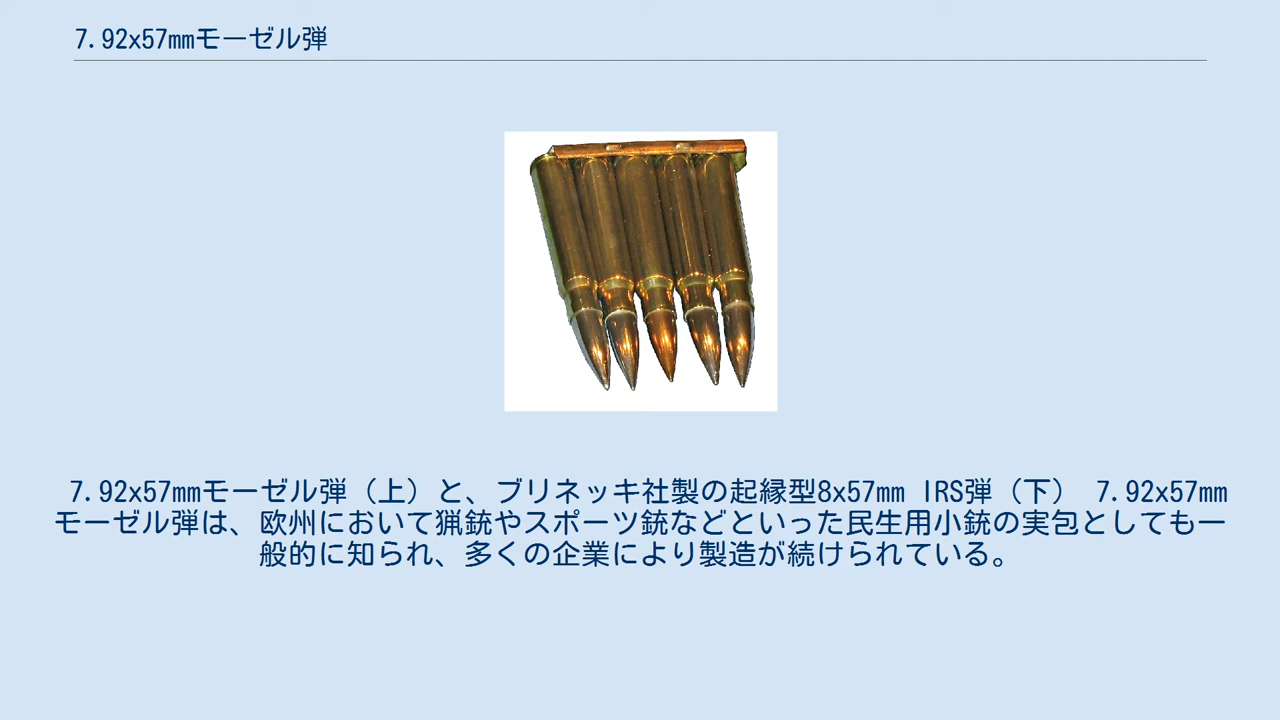 7.92x57mmモーゼル弾
7.92x57mmモーゼル弾（上）と、ブリネッキ社製の起縁型8x57mm IRS弾（下） 7.92x57mm
モーゼル弾は、欧州において猟銃やスポーツ銃などといった民生用小銃の実包としても一
般的に知られ、多くの企業により製造が続けられている。